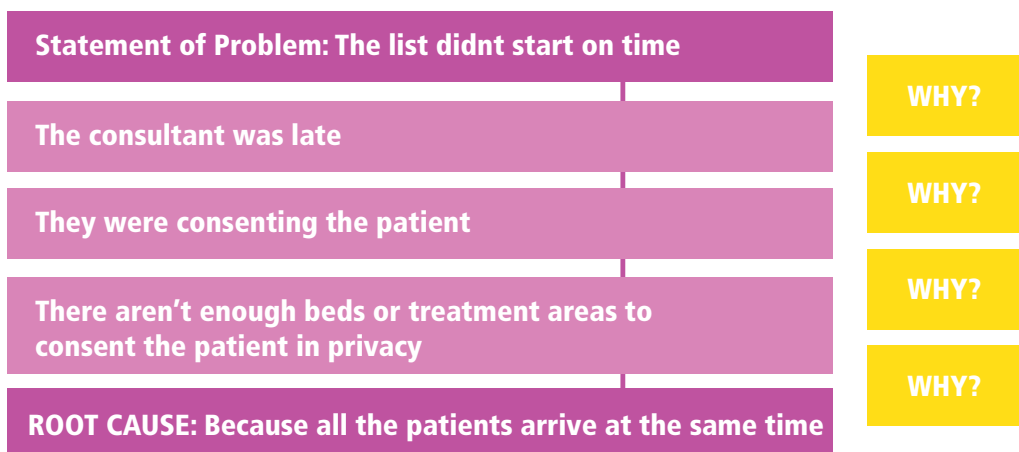 Statement of Problem: The list didnt start on time
WHY?
The consultant was late
WHY?
They were consenting the patient
WHY?
There aren’t enough beds or treatment areas to
consent the patient in privacy
WHY?
ROOT CAUSE: Because all the patients arrive at the same time